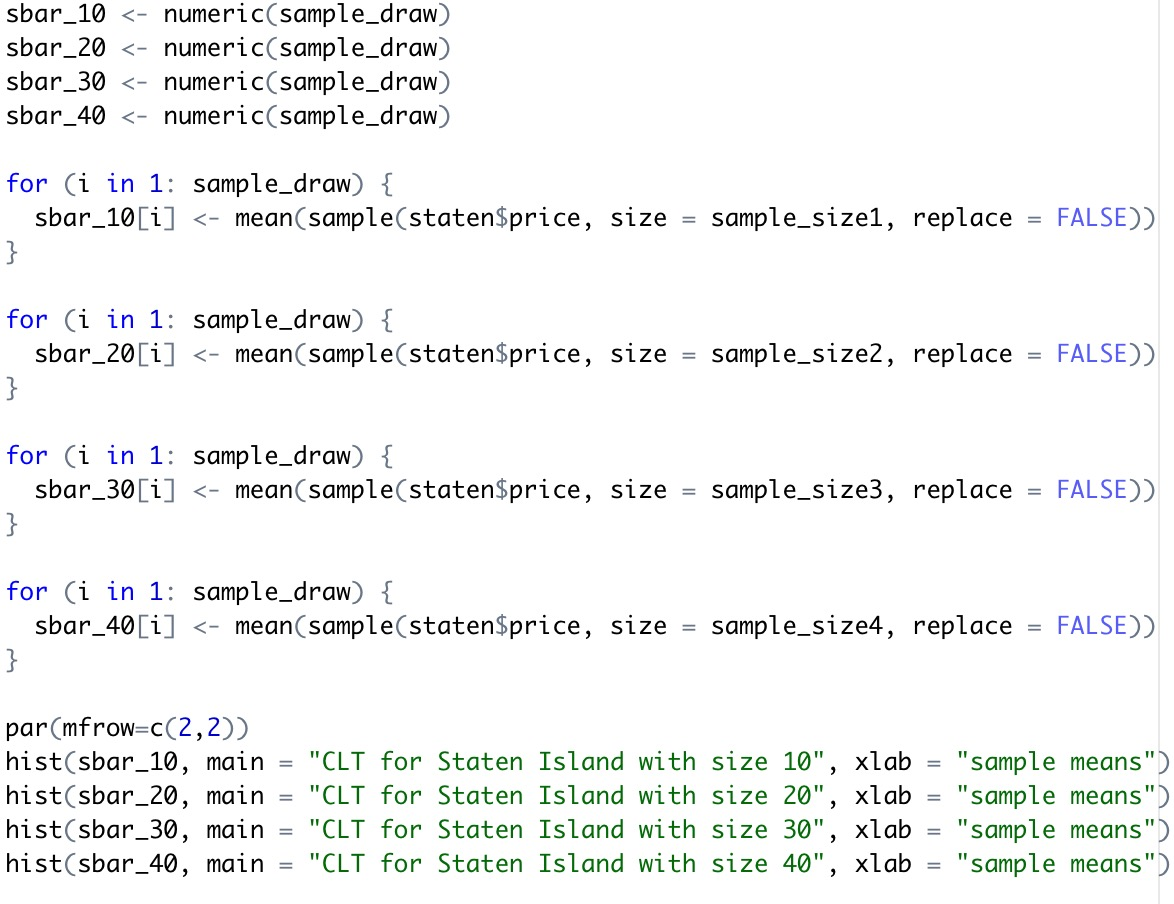 sbar_10 <- numeric(sample_draw)
sbar_20 <- numeric(sample_draw)
sbar_30 <- numeric(sample_draw)
sbar_40 <- numeric(sample_draw)

for (i in 1: sample_draw) {
  sbar_10[i] <- mean(sample(staten$price, size = sample_size1, replace = FALSE))
}

for (i in 1: sample_draw) {
  sbar_20[i] <- mean(sample(staten$price, size = sample_size2, replace = FALSE))
}

for (i in 1: sample_draw) {
  sbar_30[i] <- mean(sample(staten$price, size = sample_size3, replace = FALSE))
}

for (i in 1: sample_draw) {
  sbar_40[i] <- mean(sample(staten$price, size = sample_size4, replace = FALSE))
}

par(mfrow=c(2,2))
hist(sbar_10, main = "CLT for Staten Island with size 10", xlab = "sample means")
hist(sbar_20, main = "CLT for Staten Island with size 20", xlab = "sample means")
hist(sbar_30, main = "CLT for Staten Island with size 30", xlab = "sample means")
hist(sbar_40, main = "CLT for Staten Island with size 40", xlab = "sample means")